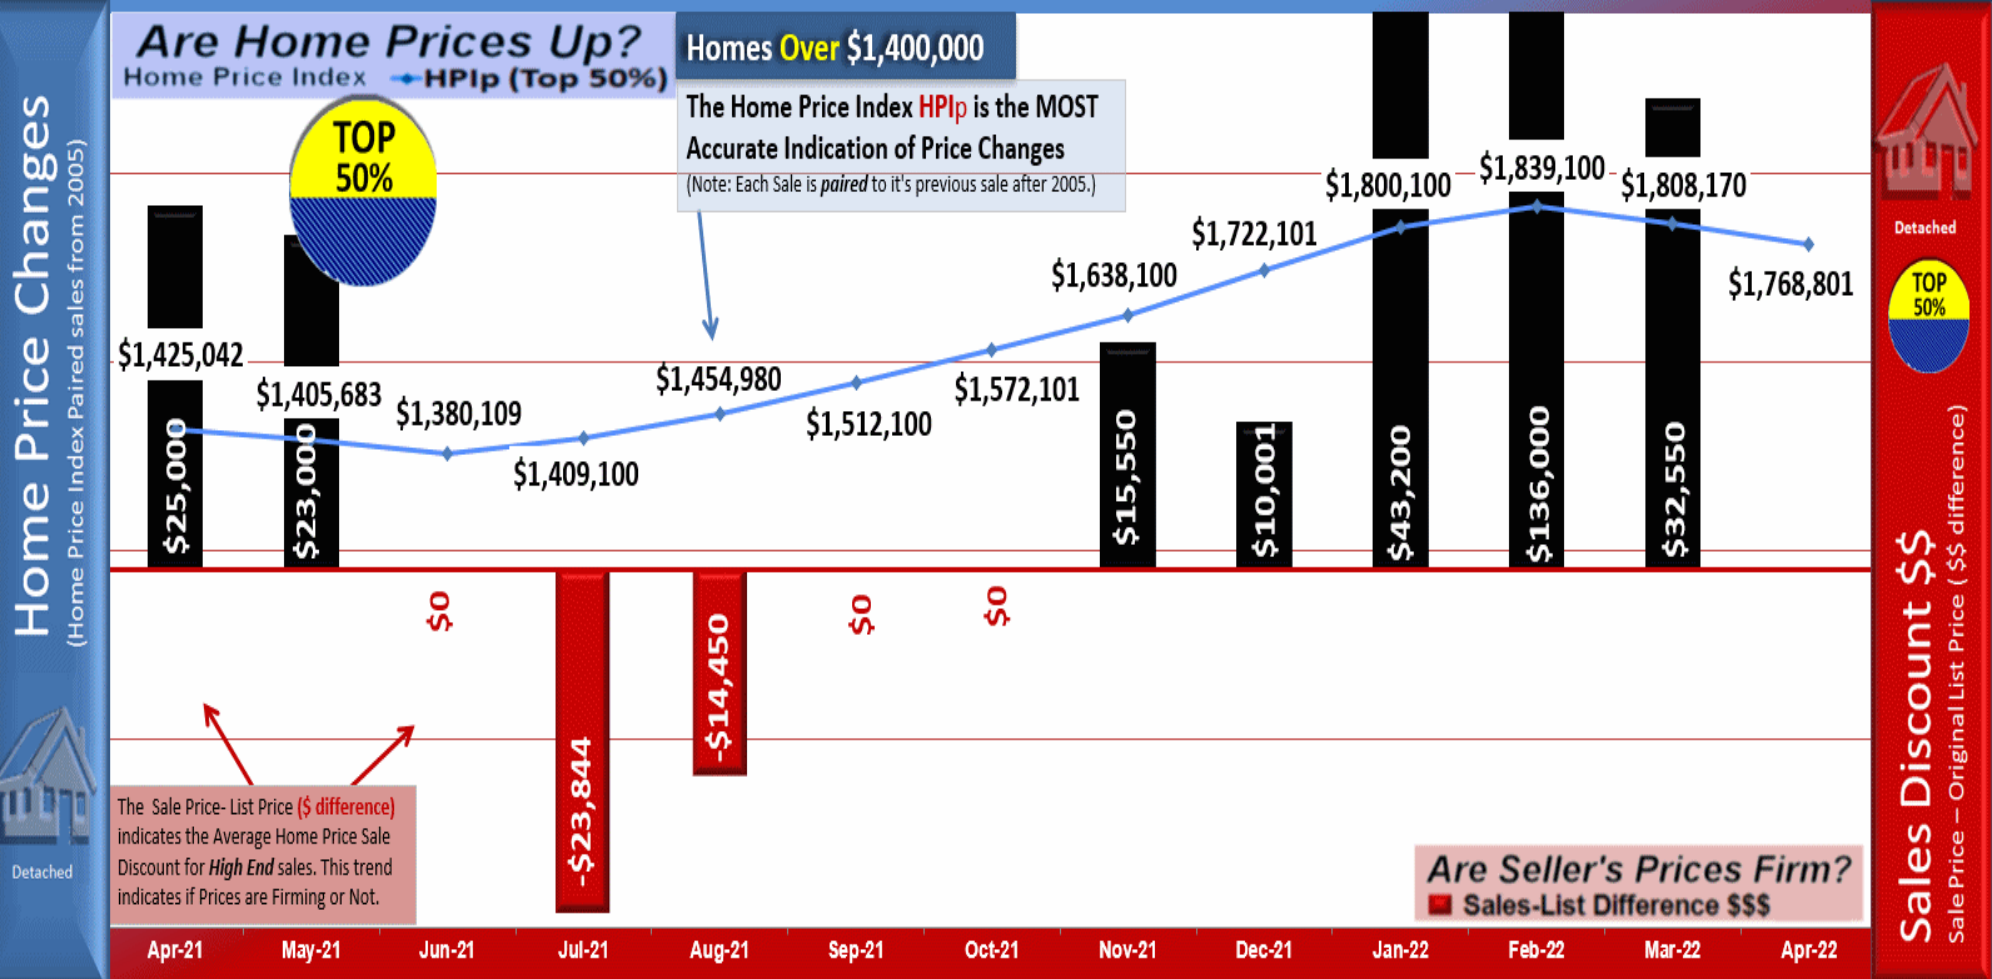 Are Home Prices Up?
Home Price Index HPIp (Top 50%)
Homes Over $1,400,000
The Home Price Index HPIp is the MOST
Accurate Indication of Price Changes
(Note: Each Sale is paired to it's previous sale after 2005.)
TOP
50%
Home Price Changes
(Home Price Index Paired sales from 2005)
Detached
$1,425,042
$1,405,683
$1,380,109
$1,409,100
$1,454,980
$1,512,100
$1,572,101
$1,638,100
$1,722,101
$1,800,100
$1,839,100
$1,808,170
$1,768,801
$25,000
$23,000
$0
-$23,844
-$14,450
$0
$0
$15,550
$10,001
$43,200
$136,000
$32,550
The Sale Price- List Price ($ difference)
indicates the Average Home Price Sale
Discount for High End sales. This trend
indicates if Prices are Firming or Not.
Are Seller's Prices Firm?
Sales-List Difference $$$
Apr-21
May-21
Jun-21
Jul-21
Aug-21
Sep-21
Oct-21
Nov-21
Dec-21
Jan-22
Feb-22
Mar-22
Apr-22
Detached
TOP
50%
Sales Discount $$
Sale Price – Original List Price ( $$ difference)